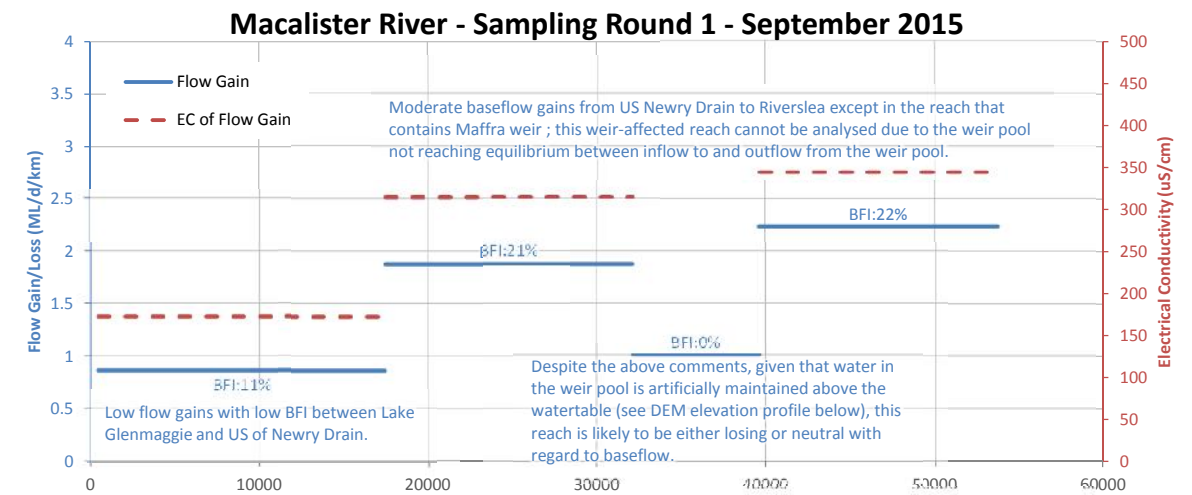 Macalister River - Sampling Round 1 - September 2015
4
3.5
3
2.5
2
1.5
1
0.5
0
Flow Gain/Loss (ML/d/km)
Flow Gain
EC of Flow Gain
Moderate baseflow gains from US Newry Drain to Riverslea except in the reach that
contains Maffra weir ; this weir-affected reach cannot be analysed due to the weir pool
not reaching equilibrium between inflow to and outflow from the weir pool.
BFI:22%
BFI:21%
BFI:0%
BFI:11%
Low flow gains with low BFI between Lake
Glenmaggie and US of Newry Drain.
Despite the above comments, given that water in
the weir pool is artificially maintained above the
watertable (see DEM elevation profile below), this
reach is likely to be either losing or neutral with
regard to baseflow.
500
450
400
350
300
250
200
150
100
50
0
Electrical Conductivity (uS/cm)
0
10000
20000
30000
40000
50000
60000